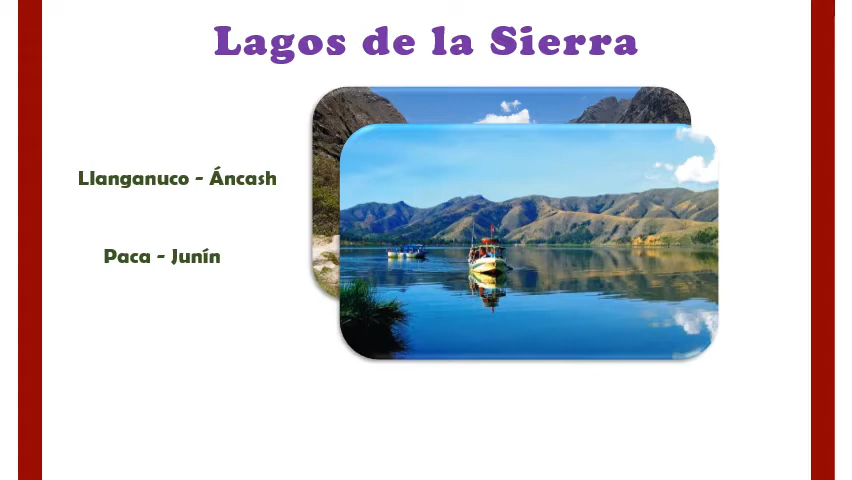 Lagos de la Sierra
Llanganuco - Áncash
Paca - Junín